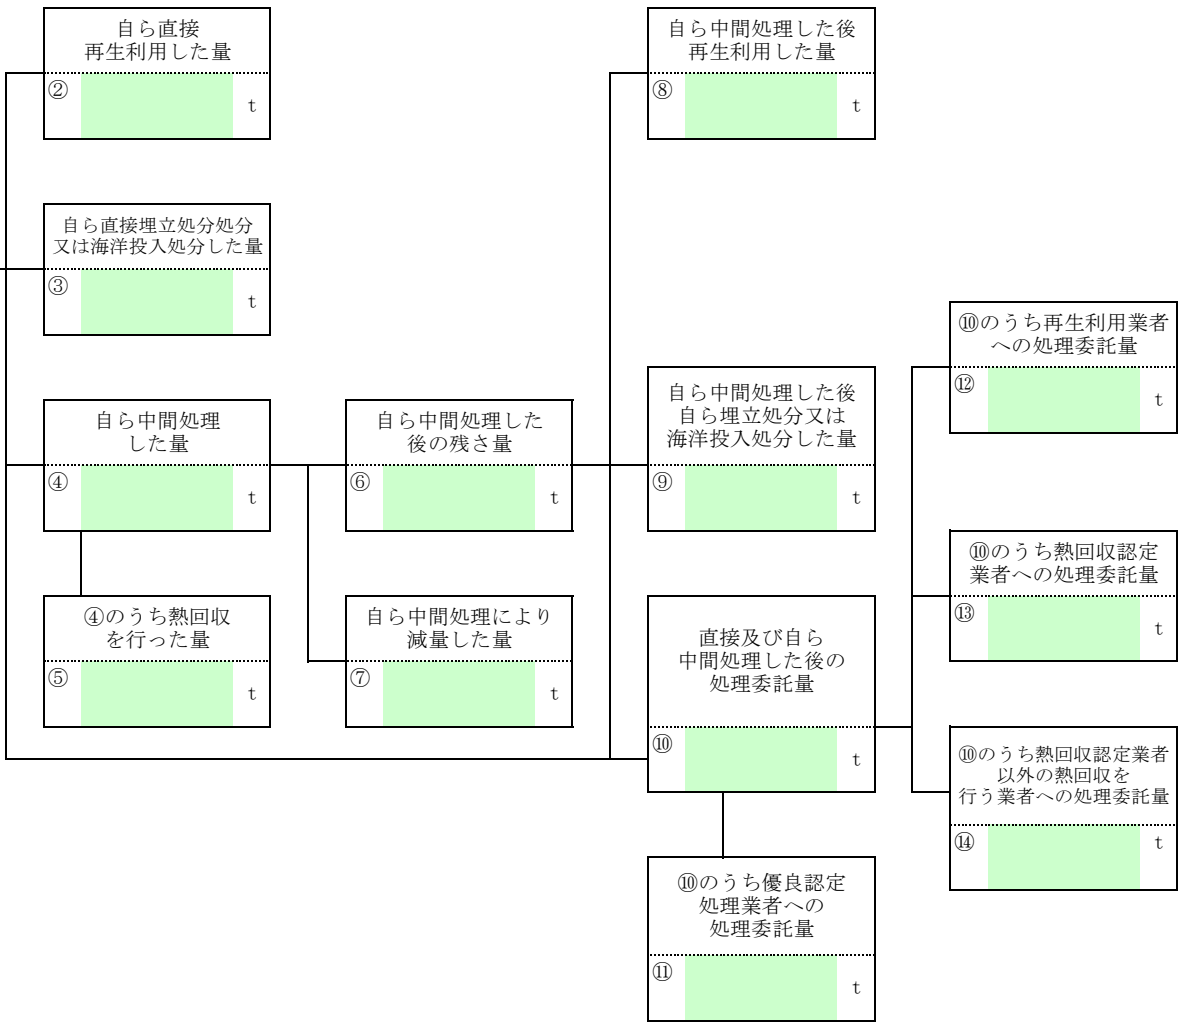 自ら直接
再生利用した量
②
t
自ら中間処理した後
再生利用した量
⑧
t
自ら直接埋立処分処分
又は海洋投入処分した量
③
t
⑩のうち再生利用業者
への処理委託量
⑫
t
自ら中間処理
した量
④
t
自ら中間処理した
後の残さ量
⑥
t
自ら中間処理した後
自ら埋立処分又は
海洋投入処分した量
⑨
t
⑩のうち熱回収認定
業者への処理委託量
⑬
t
④のうち熱回収
を行った量
⑤
t
自ら中間処理により
減量した量
⑦
t
直接及び自ら
中間処理した後の
処理委託量
⑩
t
⑩のうち熱回収認定業者
以外の熱回収を
行う業者への処理委託量
⑭
t
⑩のうち優良認定
処理業者への
処理委託量
⑪
t